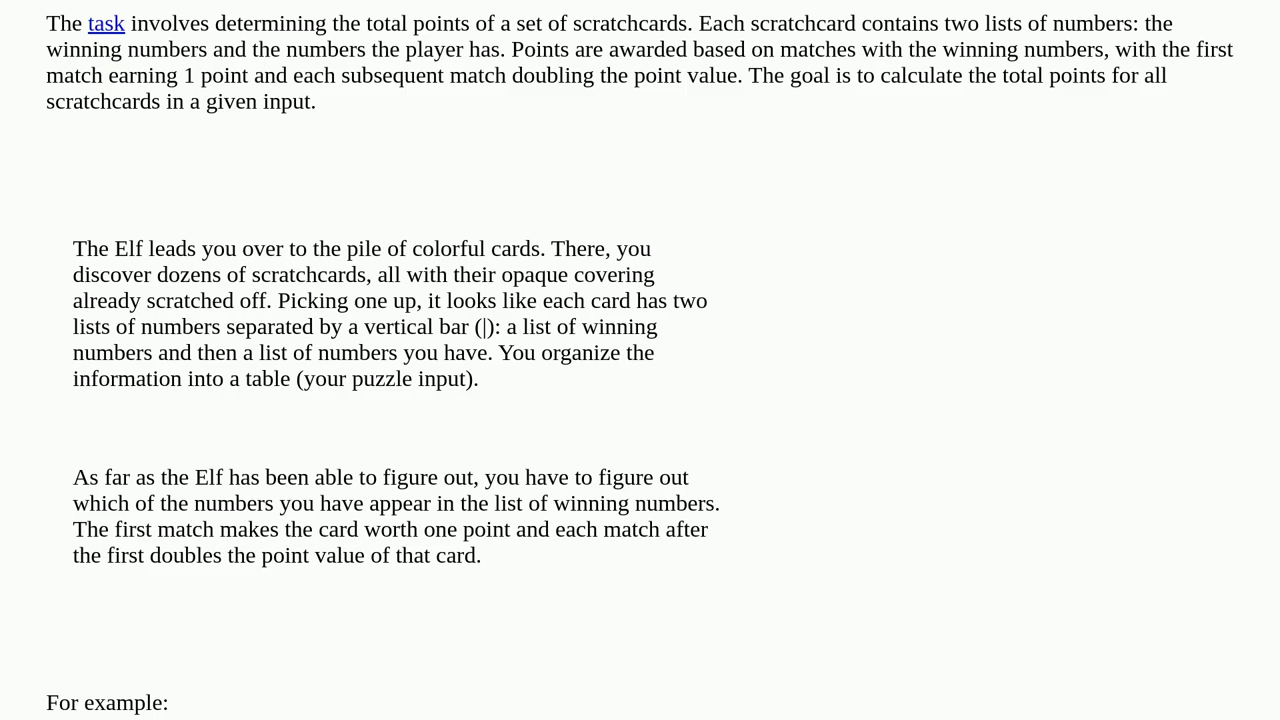 The task involves determining the total points of a set of scratchcards. Each scratchcard contains two lists of numbers: the
winning numbers and the numbers the player has. Points are awarded based on matches with the winning numbers, with the first
match earning 1 point and each subsequent match doubling the point value. The goal is to calculate the total points for all
scratchcards in a given input.
The Elf leads you over to the pile of colorful cards. There, you
discover dozens of scratchcards, all with their opaque covering
already scratched off. Picking one up, it looks like each card has two
lists of numbers separated by a vertical bar (|): a list of winning
numbers and then a list of numbers you have. You organize the
information into a table (your puzzle input).
As far as the Elf has been able to figure out, you have to figure out
which of the numbers you have appear in the list of winning numbers.
The first match makes the card worth one point and each match after
the first doubles the point value of that card.
For example: